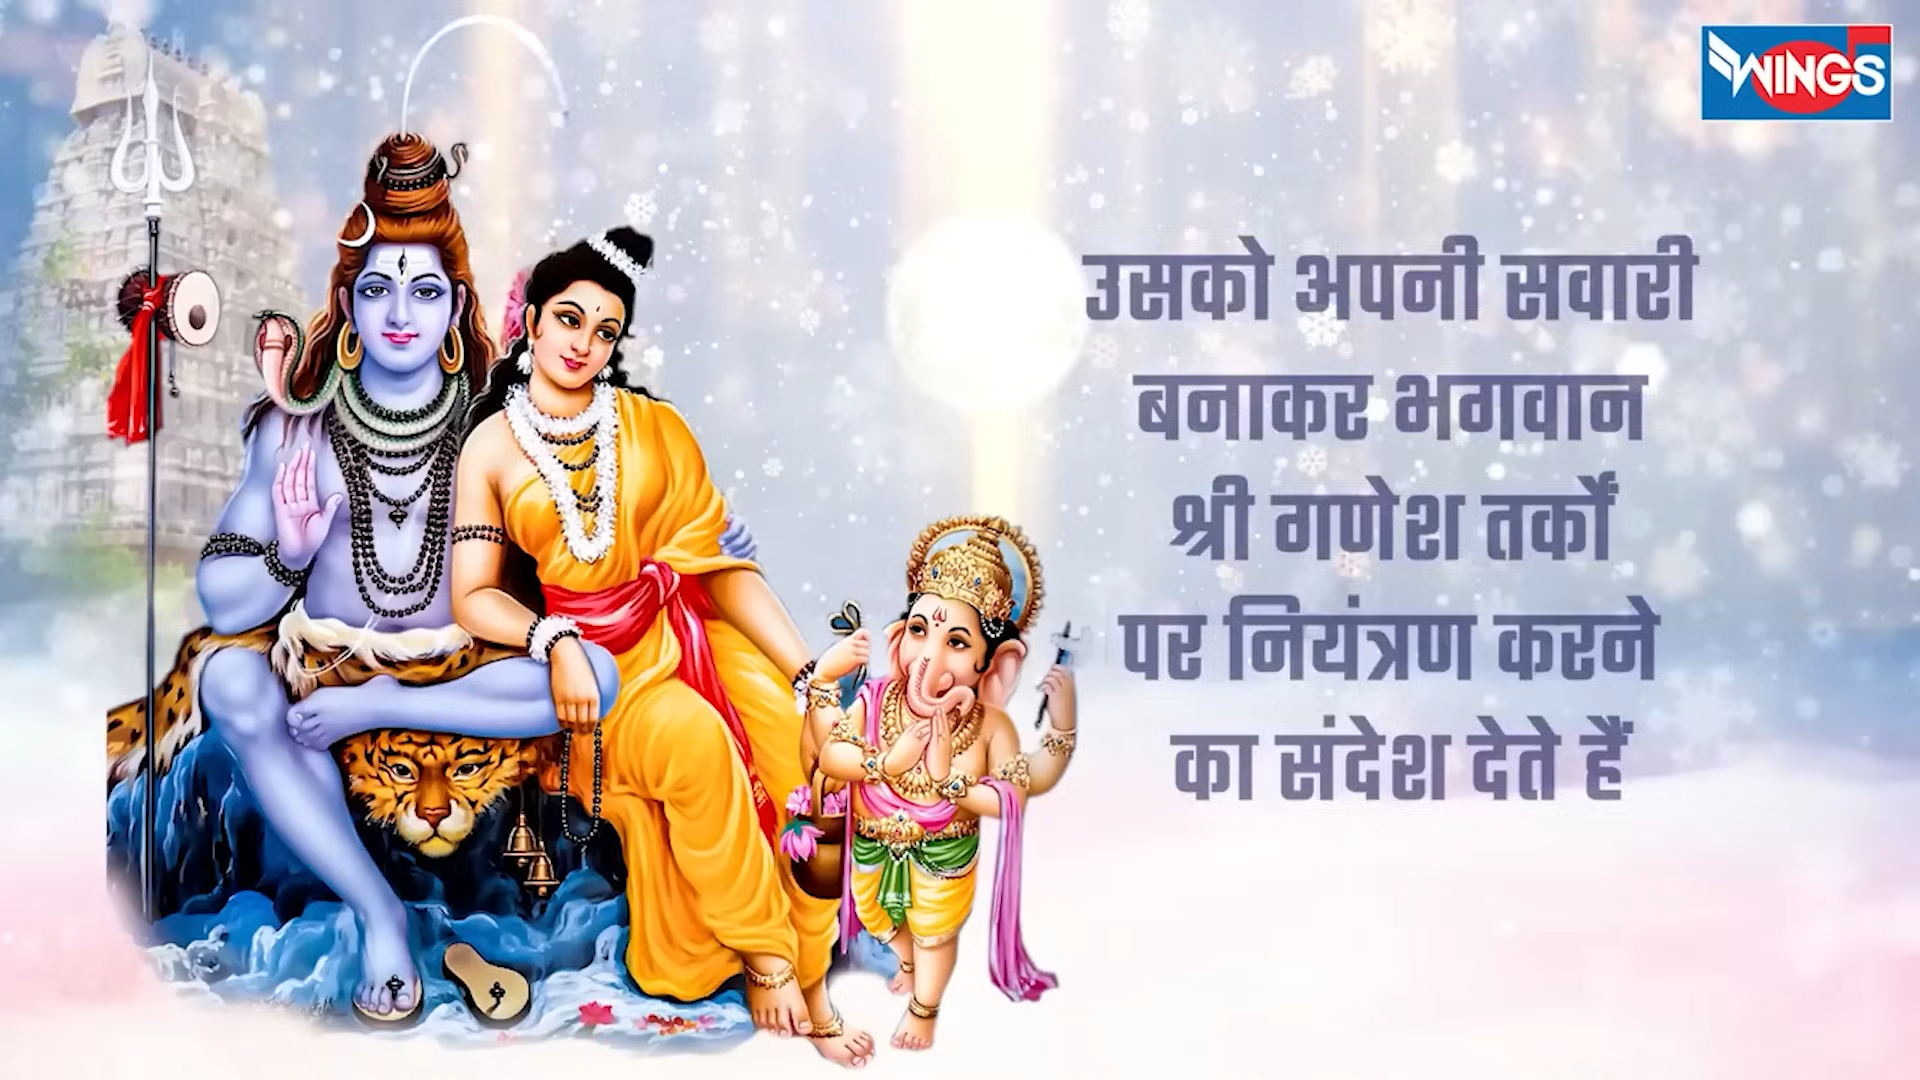 WINGS
उसको अपनी सवारी
बनाकर भगवान
श्री गणेश तर्कों
पर नियंत्रण करने
का संदेश देते हैं